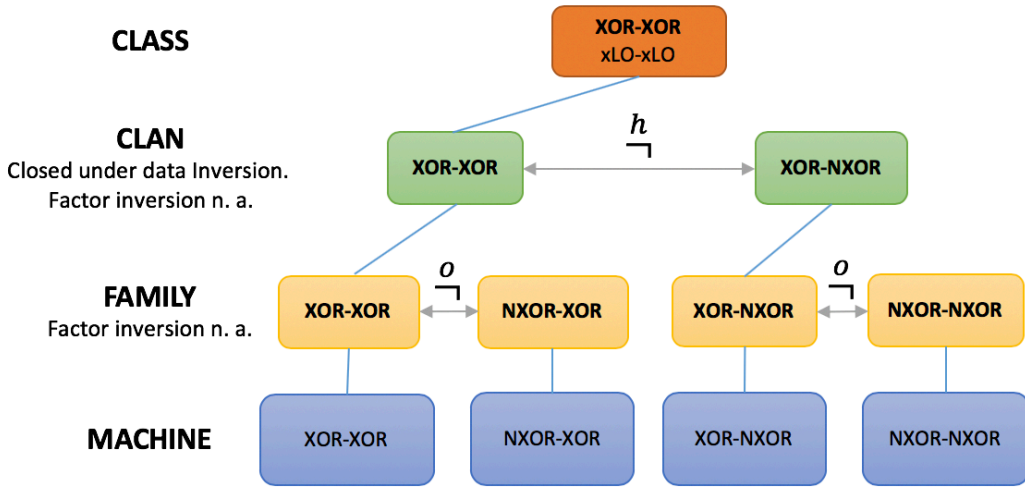 CLASS
XOR-XOR
xLO-xLO
CLAN
Closed under data Inversion.
Factor inversion n. a.
XOR-XOR
h
¬
XOR-NXOR
FAMILY
Factor inversion n. a.
XOR-XOR
o
¬
NXOR-XOR
XOR-NXOR
o
¬
NXOR-NXOR
MACHINE
XOR-XOR
NXOR-XOR
XOR-NXOR
NXOR-NXOR